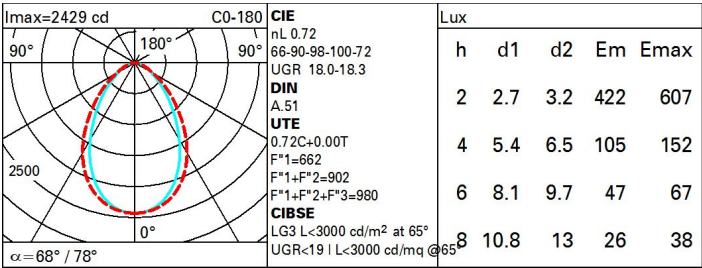 Imax=2429 cd C0-180
90° 180° 90°
2500
0°
α=68° / 78°
CIE
nL 0.72
66-90-98-100-72
UGR 18.0-18.3
DIN
A.51
UTE
0.72C+0.00T
F"1=662
F"1+F"2=902
F"1+F"2+F"3=980
CIBSE
LG3 L<3000 cd/m² at 65°
UGR<19 | L<3000 cd/mq @65°
Lux
h d1 d2 Em Emax
2 2.7 3.2 422 607
4 5.4 6.5 105 152
6 8.1 9.7 47 67
8 10.8 13 26 38